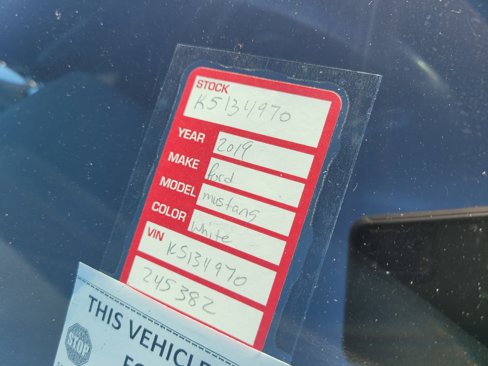 STOCK
K5134970
YEAR 2019
MAKE ford
MODEL mustang
COLOR white
VIN K5134970
245382
THIS VEHICLE
STOP